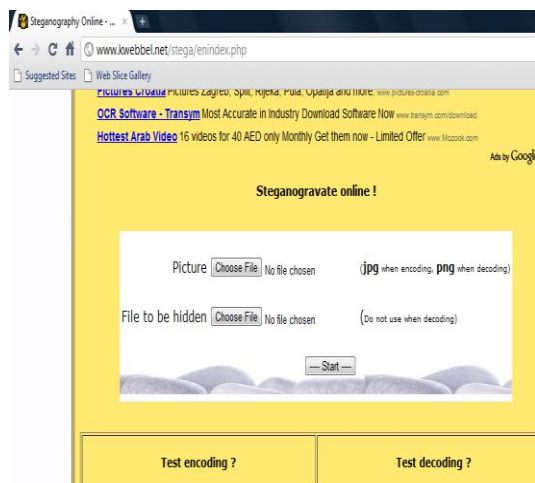 Steganography Online - ...
www.kwebbel.net/stega/enindex.php
Suggested Sites Web Slice Gallery
Pictures Croatia Pictures Zagreb, Split, Rijeka, Pula, Opatija and more. www.pictures-croatia.com
OCR Software - Transym Most Accurate in Industry Download Software Now www.transym.com/download
Hottest Arab Video 16 videos for 40 AED only Monthly Get them now - Limited Offer www.Mozook.com
Ads by Google
Steganogravate online !
Picture Choose File No file chosen (jpg when encoding, png when decoding)
File to be hidden Choose File No file chosen (Do not use when decoding)
---- Start ----
Test encoding ? Test decoding ?